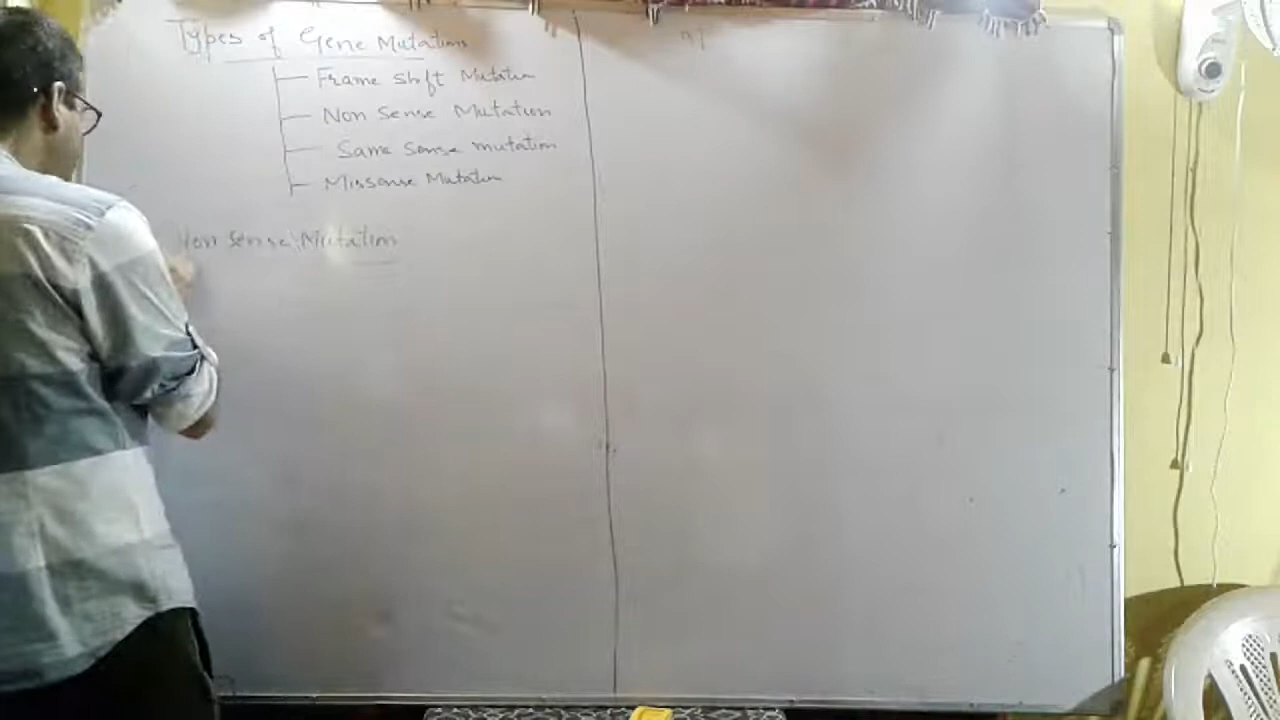 Types of Gene Mutation
Frame shift Mutation
Non Sense Mutation
Same Sense mutation
Missense Mutation
Non Sense Mutation